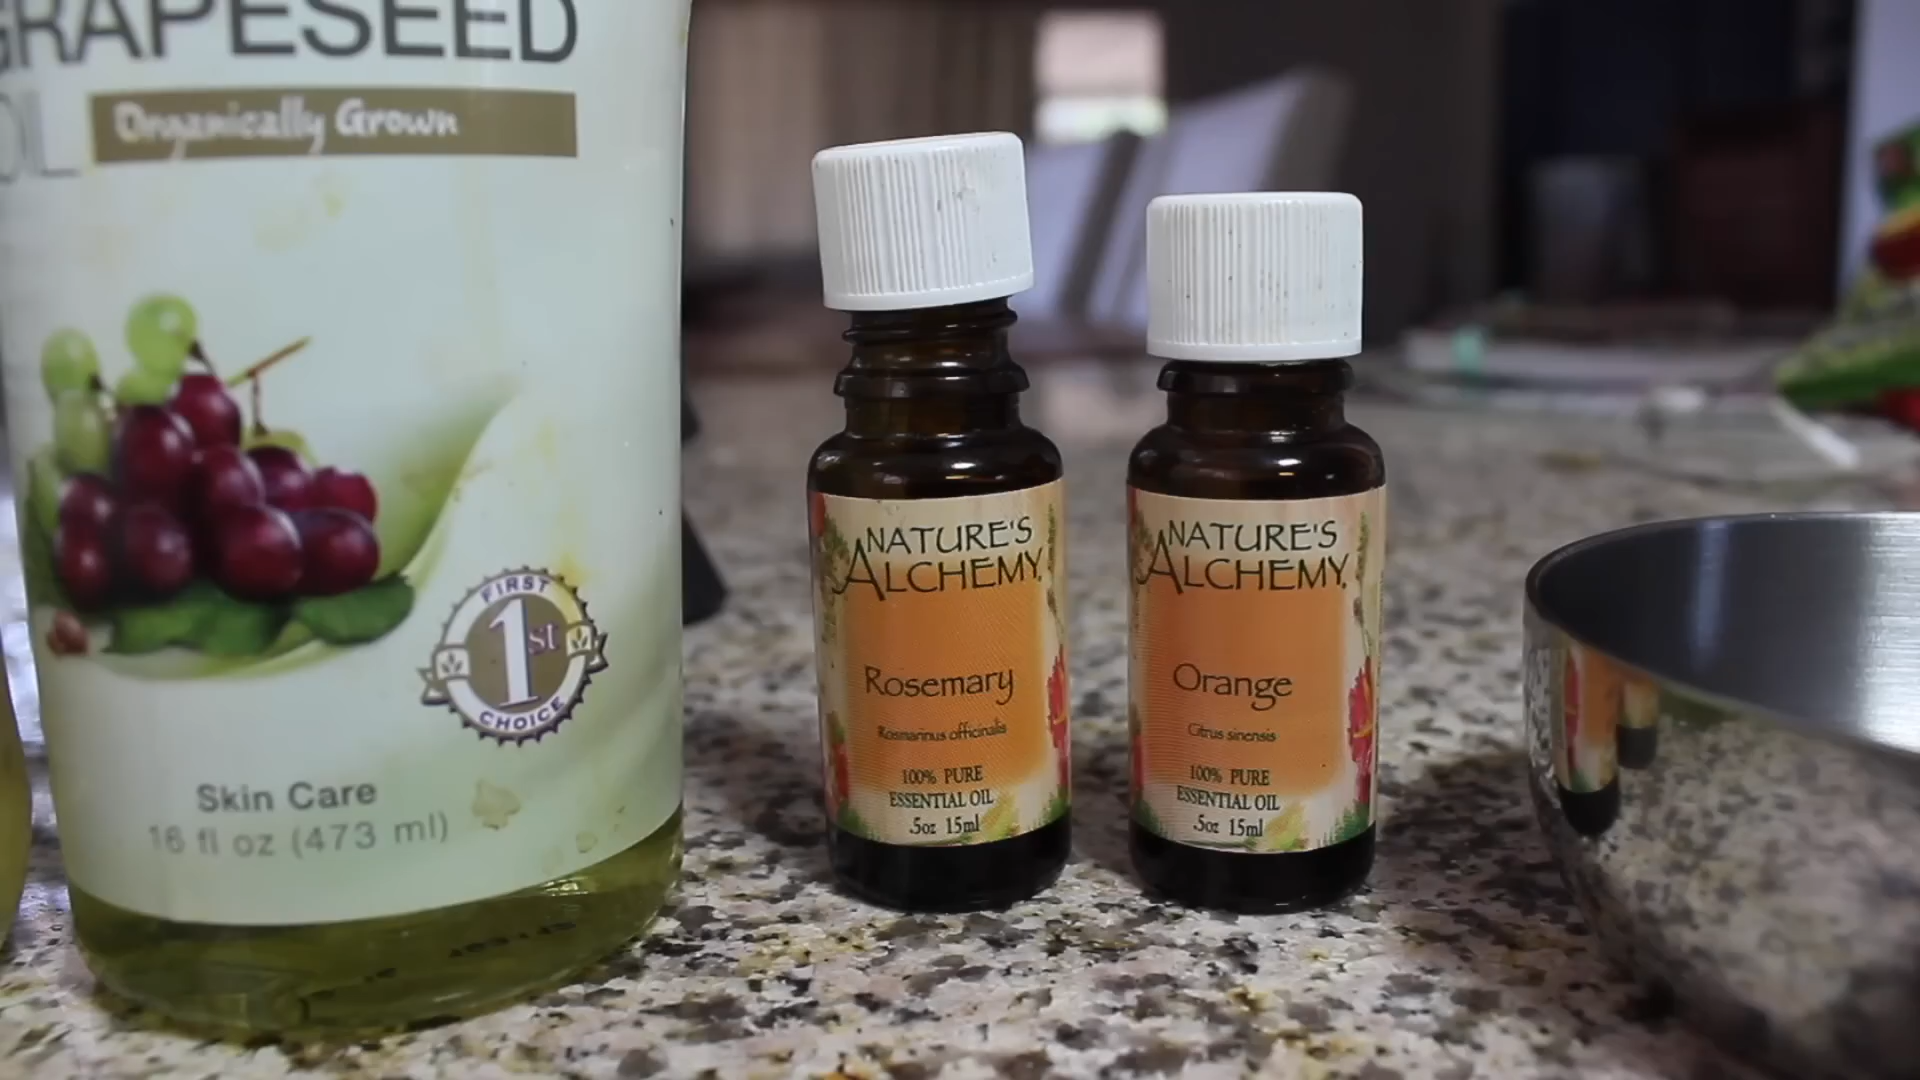 GRAPESEED
OIL
Organically Grown
FIRST
1st
CHOICE
Skin Care
16 fl oz (473 ml)
NATURE'S
ALCHEMY
Rosemary
Rosmarinus officinalis
100% PURE
ESSENTIAL OIL
.5oz 15ml
NATURE'S
ALCHEMY
Orange
Citrus sinensis
100% PURE
ESSENTIAL OIL
.5oz 15ml